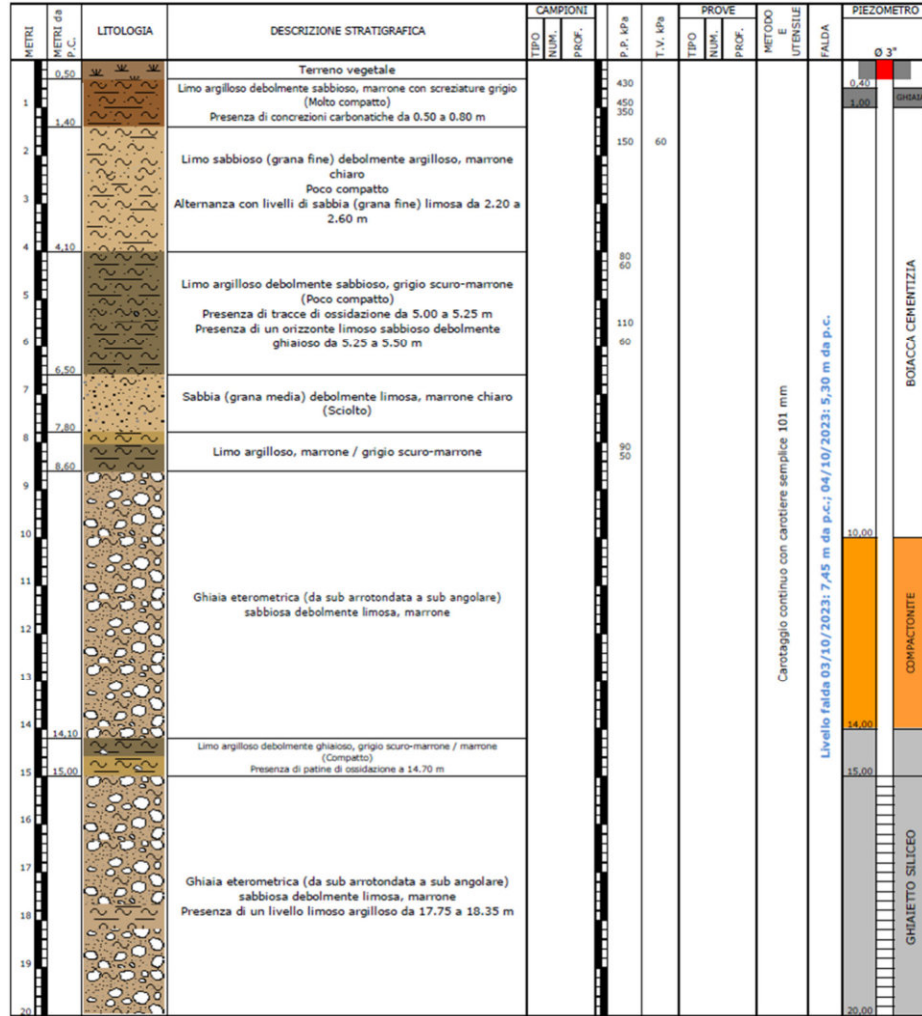 METRI
METRI da P.C.
LITOLOGIA
DESCRIZIONE STRATIGRAFICA
CAMPIONI
TIPO
NUM.
PROF.
P.P. kPa
T.V. kPa
PROVE
TIPO
NUM.
PROF.
METODO E UTENSILE
FALDA
PIEZOMETRO
Ø 3"
0,50
Terreno vegetale
430
0,40
1
Limo argilloso debolmente sabbioso, marrone con screziature grigio
(Molto compatto)
Presenza di concrezioni carbonatiche da 0.50 a 0.80 m
450
350
1,00
GHIAIA
1,40
2
Limo sabbioso (grana fine) debolmente argilloso, marrone
chiaro
Poco compatto
Alternanza con livelli di sabbia (grana fine) limosa da 2.20 a
2.60 m
150
60
3
4
4,10
80
60
5
Limo argilloso debolmente sabbioso, grigio scuro-marrone
(Poco compatto)
Presenza di tracce di ossidazione da 5.00 a 5.25 m
Presenza di un orizzonte limoso sabbioso debolmente
ghiaioso da 5.25 a 5.50 m
110
60
6
6,50
7
Sabbia (grana media) debolmente limosa, marrone chiaro
(Sciolto)
7,80
8
Limo argilloso, marrone / grigio scuro-marrone
90
50
8,60
9
10
10,00
11
Ghiaia eterometrica (da sub arrotondata a sub angolare)
sabbiosa debolmente limosa, marrone
12
13
14
14,00
14,10
Limo argilloso debolmente ghiaioso, grigio scuro-marrone / marrone
(Compatto)
Presenza di patine di ossidazione a 14.70 m
15
15,00
15,00
16
17
Ghiaia eterometrica (da sub arrotondata a sub angolare)
sabbiosa debolmente limosa, marrone
Presenza di un livello limoso argilloso da 17.75 a 18.35 m
18
19
20
20,00
Carotaggio continuo con carotiere semplice 101 mm
Livello falda 03/10/2023: 7,45 m da p.c.; 04/10/2023: 5,30 m da p.c.
BOIACCA CEMENTIZIA
COMPACTONITE
GHIAIETTO SILICEO